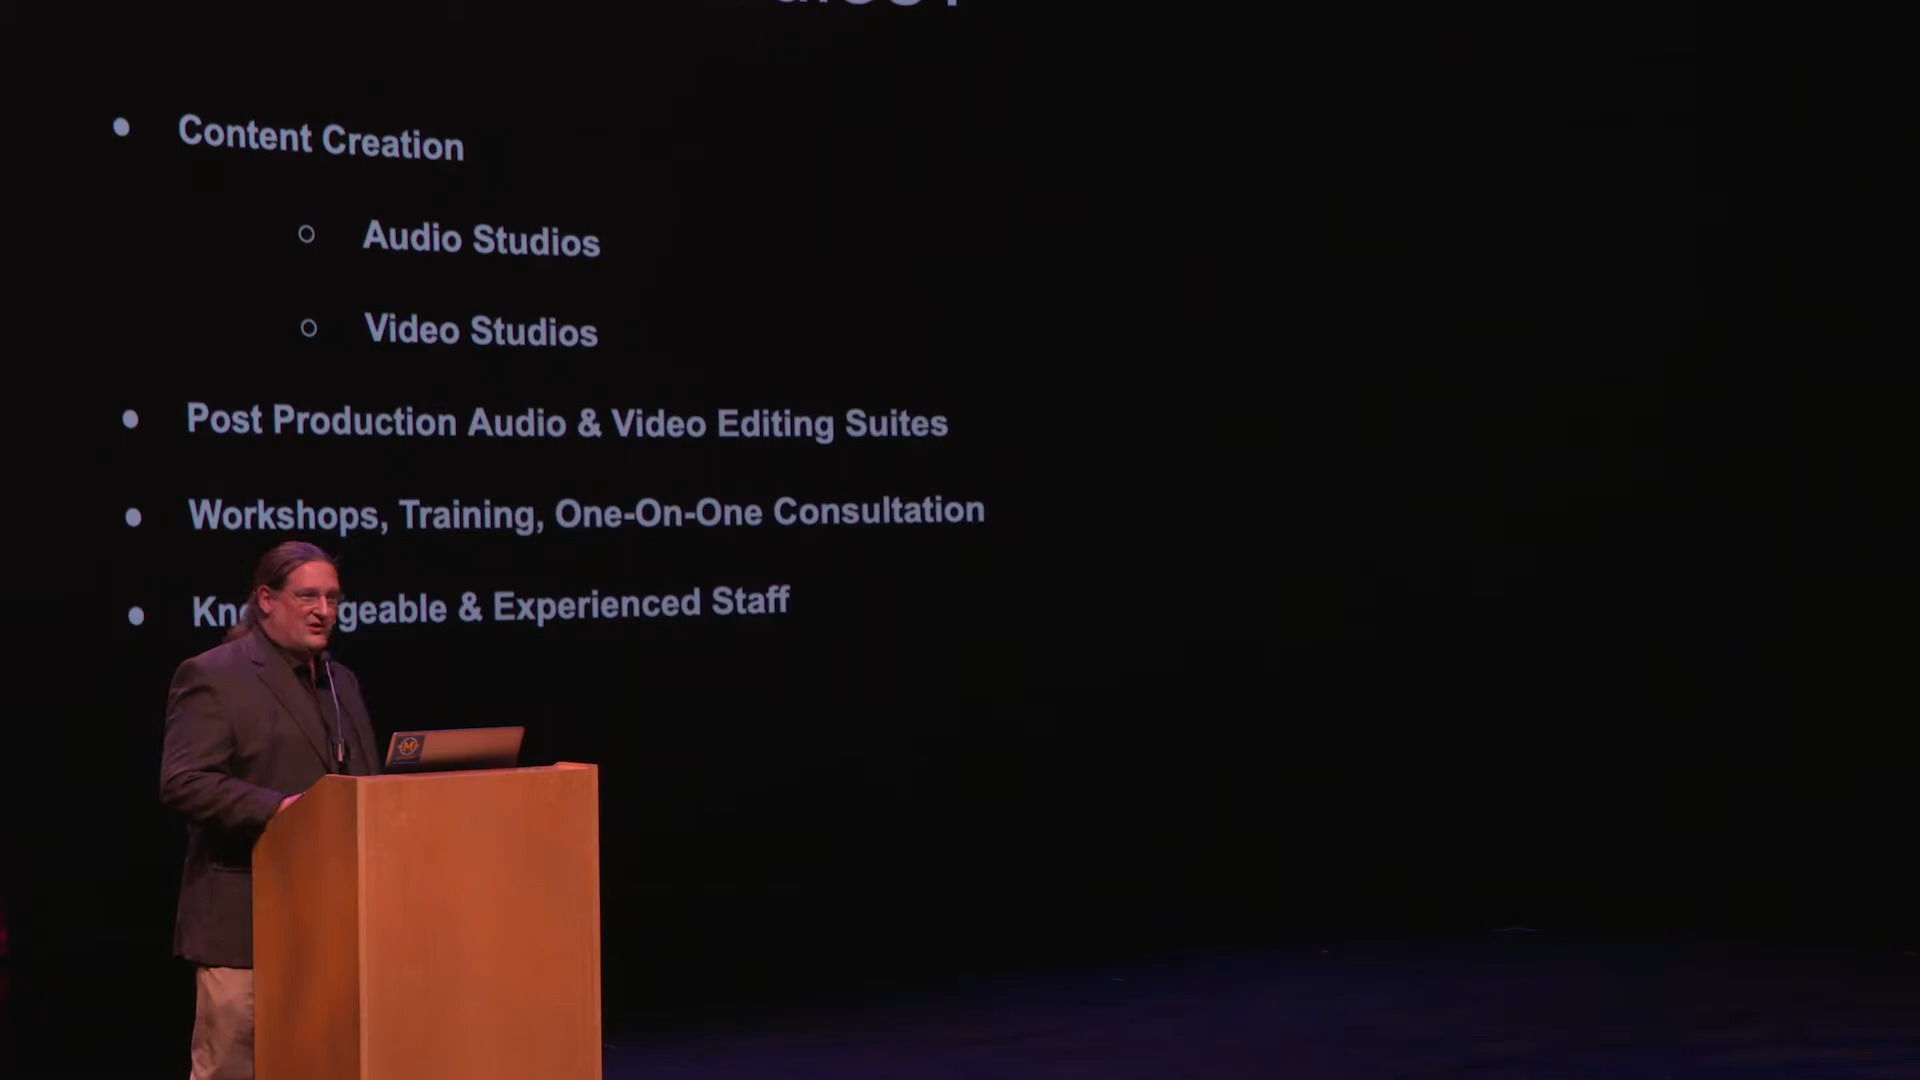 • Content Creation
○ Audio Studios
○ Video Studios
• Post Production Audio & Video Editing Suites
• Workshops, Training, One-On-One Consultation
• & Experienced Staff
M